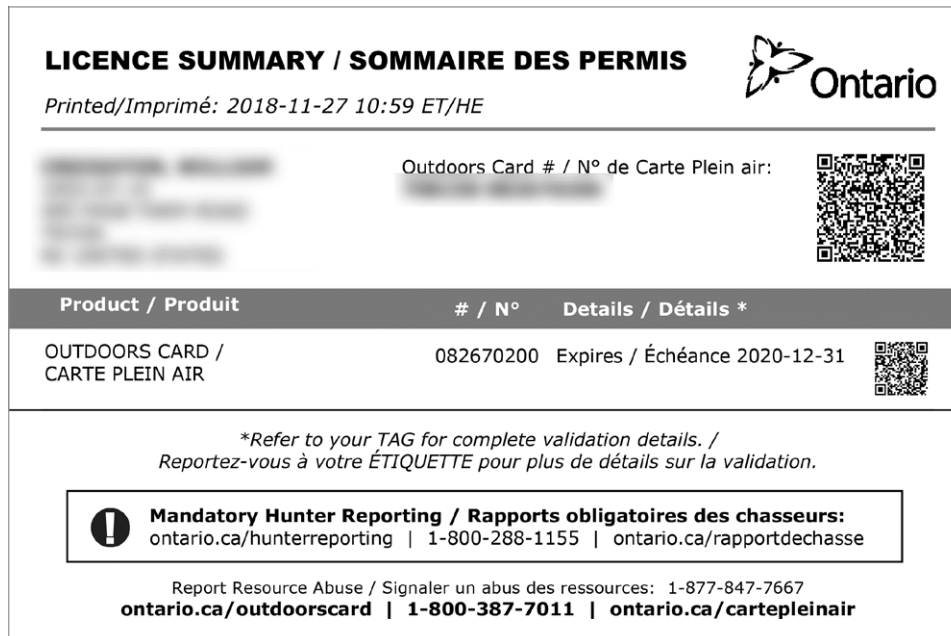 LICENCE SUMMARY / SOMMAIRE DES PERMIS
Ontario
Printed/Imprimé: 2018-11-27 10:59 ET/HE
Outdoors Card # / N° de Carte Plein air:
Product / Produit # / N° Details / Détails *
OUTDOORS CARD / 082670200 Expires / Échéance 2020-12-31
CARTE PLEIN AIR
*Refer to your TAG for complete validation details. /
Reportez-vous à votre ÉTIQUETTE pour plus de détails sur la validation.
Mandatory Hunter Reporting / Rapports obligatoires des chasseurs:
ontario.ca/hunterreporting | 1-800-288-1155 | ontario.ca/rapportdechasse
Report Resource Abuse / Signaler un abus des ressources: 1-877-847-7667
ontario.ca/outdoorscard | 1-800-387-7011 | ontario.ca/cartepleinair